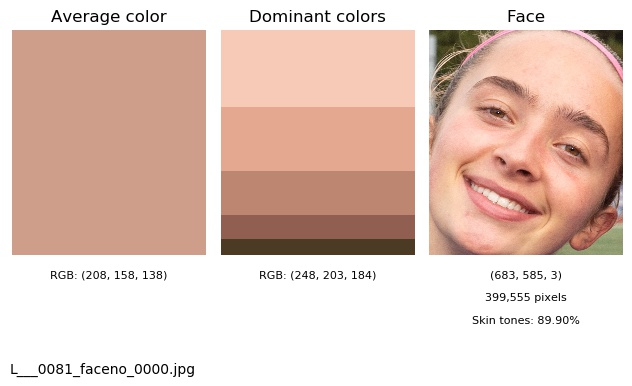 Average color
Dominant colors
Face
RGB: (208, 158, 138)
RGB: (248, 203, 184)
(683, 585, 3)
399,555 pixels
Skin tones: 89.90%
L___0081_faceno_0000.jpg